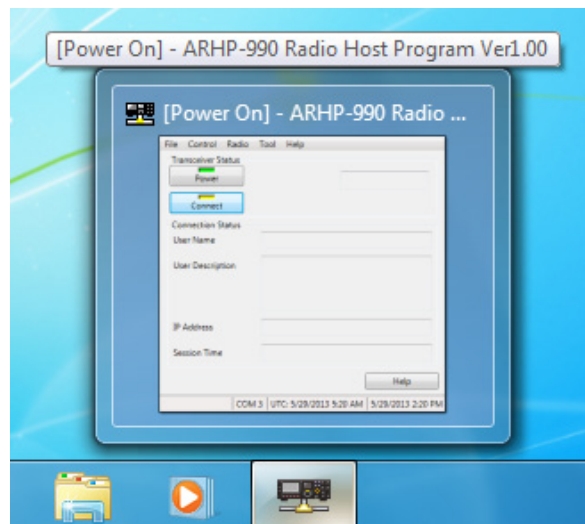 [Power On] - ARHP-990 Radio Host Program Ver1.00
[Power On] - ARHP-990 Radio ...
File Control Radio Tool Help
Transceiver Status
Power
Connect
Connection Status
User Name
User Description
IP Address
Session Time
Help
COM 3 UTC: 5/29/2013 5:20 AM 5/29/2013 2:20 PM